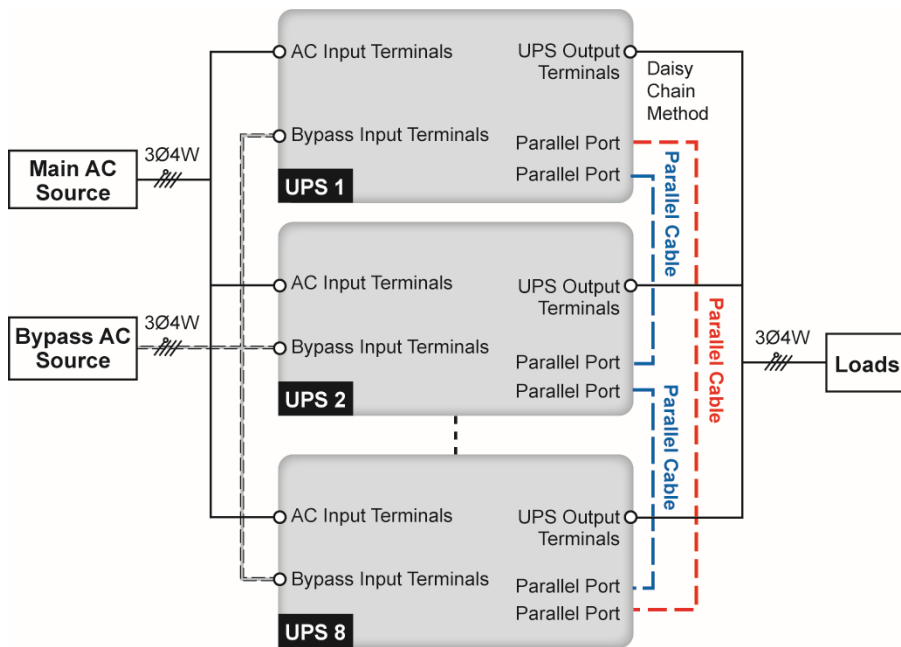 AC Input Terminals
UPS Output
Terminals
Daisy
Chain
Method
Bypass Input Terminals
Parallel Port
Parallel Port
UPS 1
Main AC
Source
3Ø4W
Parallel Cable
AC Input Terminals
UPS Output
Terminals
Bypass AC
Source
3Ø4W
Bypass Input Terminals
Parallel Port
Parallel Port
UPS 2
Parallel Cable
Parallel Cable
3Ø4W
Loads
AC Input Terminals
UPS Output
Terminals
Bypass Input Terminals
Parallel Port
Parallel Port
UPS 8